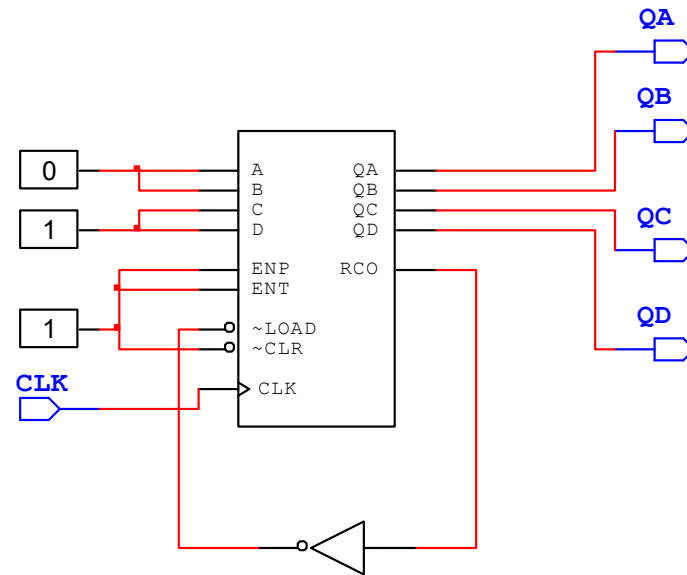 QA
QB
QC
QD
0
1
1
CLK
A
B
C
D
ENP
ENT
~LOAD
~CLR
CLK
QA
QB
QC
QD
RCO